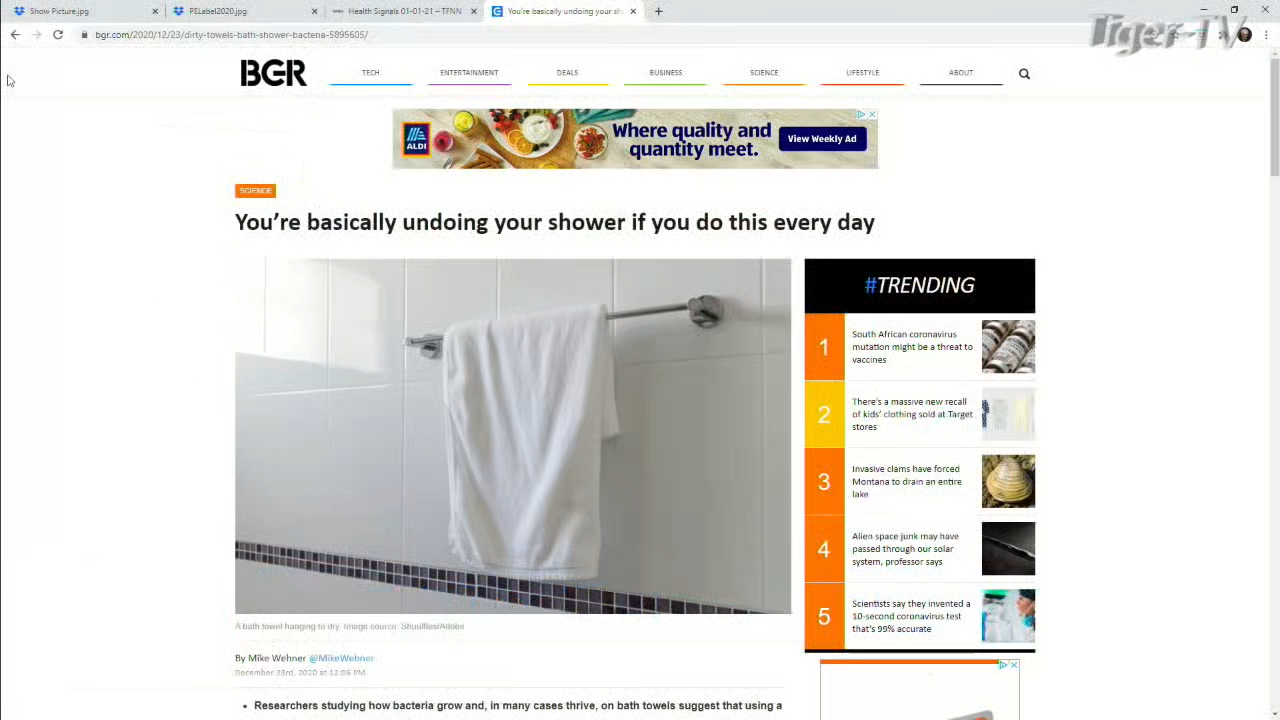 Show Picture.jpg
PELabel2020.jpg
Health Signals 01-01-21 – TFNN
You're basically undoing your sh
bgr.com/2020/12/23/dirty-towels-bath-shower-bacteria-5895605/
Tiger TV
BGR
TECH
ENTERTAINMENT
DEALS
BUSINESS
SCIENCE
LIFESTYLE
ABOUT
ALDI
Where quality and
quantity meet.
View Weekly Ad
SCIENCE
You're basically undoing your shower if you do this every day
A bath towel hanging to dry. Image source: Shuuffles/Adobe
By Mike Wehner @MikeWehner
December 23rd, 2020 at 12:06 PM
• Researchers studying how bacteria grow and, in many cases thrive, on bath towels suggest that using a
#TRENDING
1
South African coronavirus
mutation might be a threat to
vaccines
2
There's a massive new recall
of kids' clothing sold at Target
stores
3
Invasive clams have forced
Montana to drain an entire
lake
4
Alien space junk may have
passed through our solar
system, professor says
5
Scientists say they invented a
10-second coronavirus test
that's 99% accurate